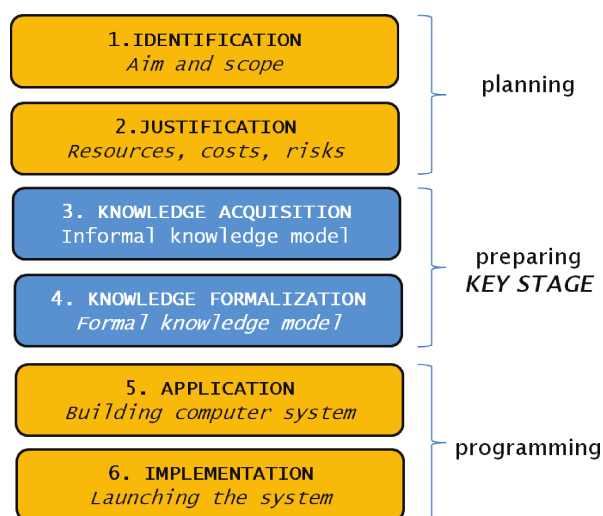 1.IDENTIFICATION
Aim and scope
planning
2.JUSTIFICATION
Resources, costs, risks
3. KNOWLEDGE ACQUISITION
Informal knowledge model
preparing
KEY STAGE
4. KNOWLEDGE FORMALIZATION
Formal knowledge model
5. APPLICATION
Building computer system
programming
6. IMPLEMENTATION
Launching the system